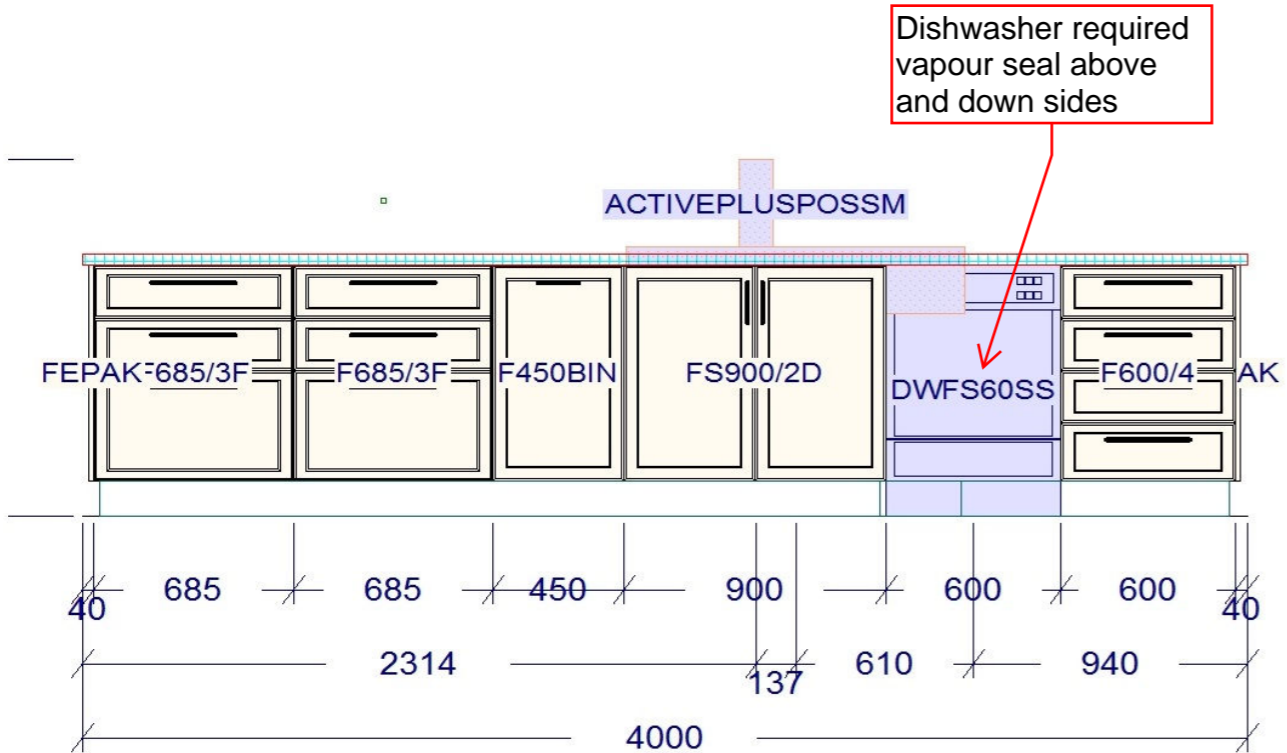 Dishwasher required
vapour seal above
and down sides
ACTIVEPLUSPOSSM
FEPAK F685/3F F685/3F F450BIN FS900/2D DWFS60SS F600/4 AK
40 685 685 450 900 600 600 40
2314 137 610 940
4000